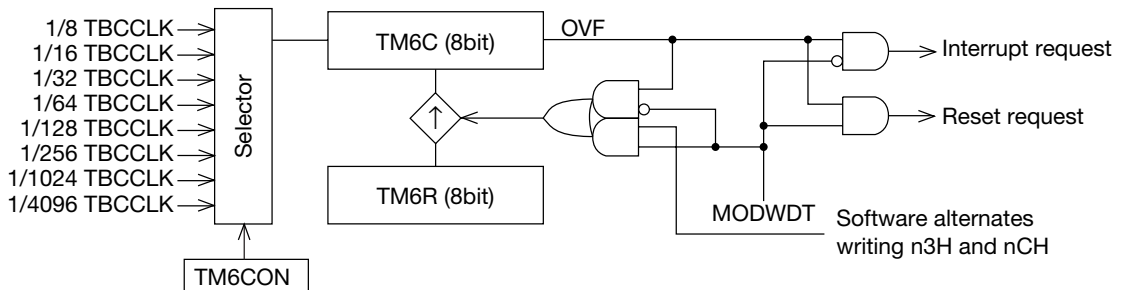 1/8 TBCCLK
1/16 TBCCLK
1/32 TBCCLK
1/64 TBCCLK
1/128 TBCCLK
1/256 TBCCLK
1/1024 TBCCLK
1/4096 TBCCLK
Selector
TM6CON
TM6C (8bit)
OVF
TM6R (8bit)
Interrupt request
Reset request
MODWDT
Software alternates
writing n3H and nCH